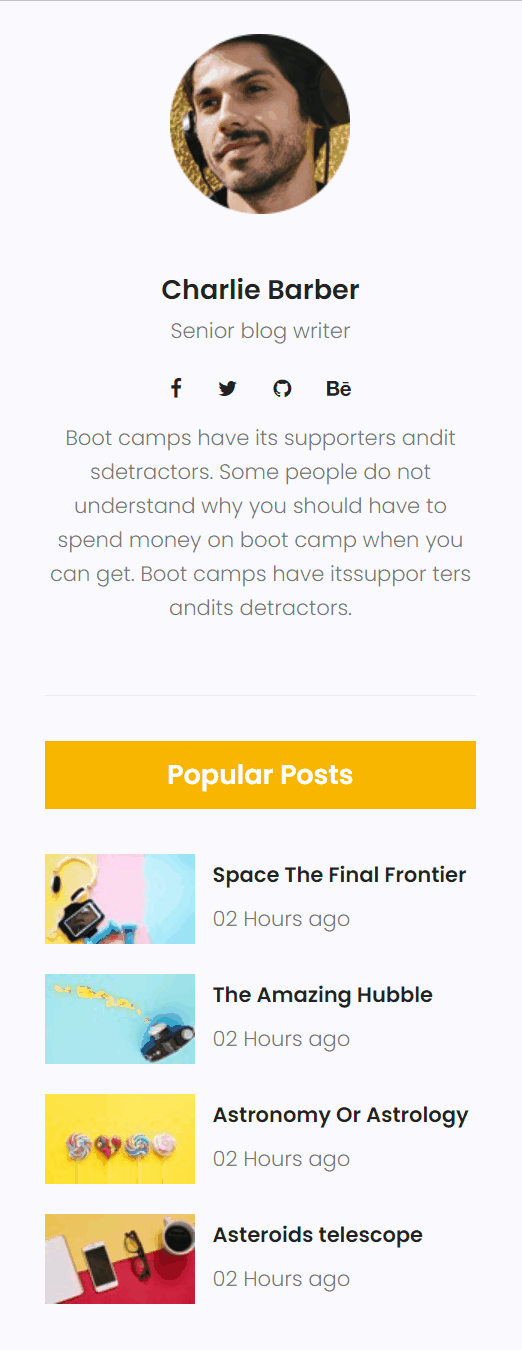 Charlie Barber
Senior blog writer
Bē
Boot camps have its supporters andit
sdetractors. Some people do not
understand why you should have to
spend money on boot camp when you
can get. Boot camps have itssuppor ters
andits detractors.
Popular Posts
Space The Final Frontier
02 Hours ago
The Amazing Hubble
02 Hours ago
Astronomy Or Astrology
02 Hours ago
Asteroids telescope
02 Hours ago